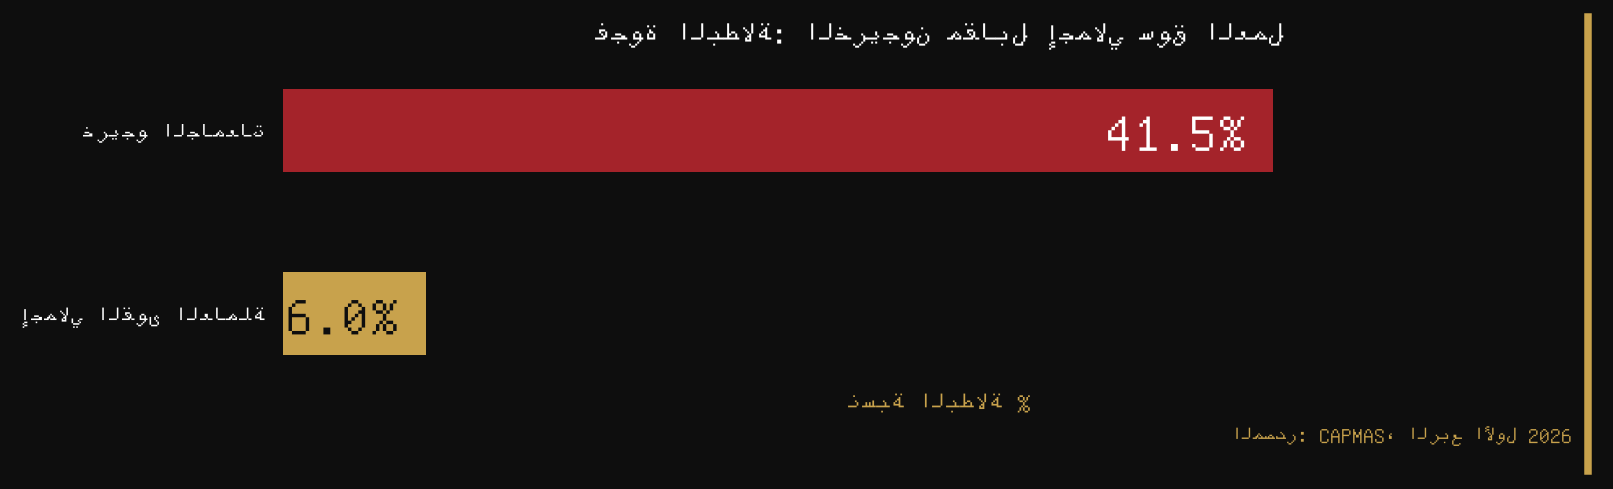 فجوة البطالة: الخريجون مقابل إجمالي سوق العمل
خريجو الجامعات
41.5%
إجمالي القوى العاملة
6.0%
نسبة البطالة %
المصدر: CAPMAS، الربع الأول 2026